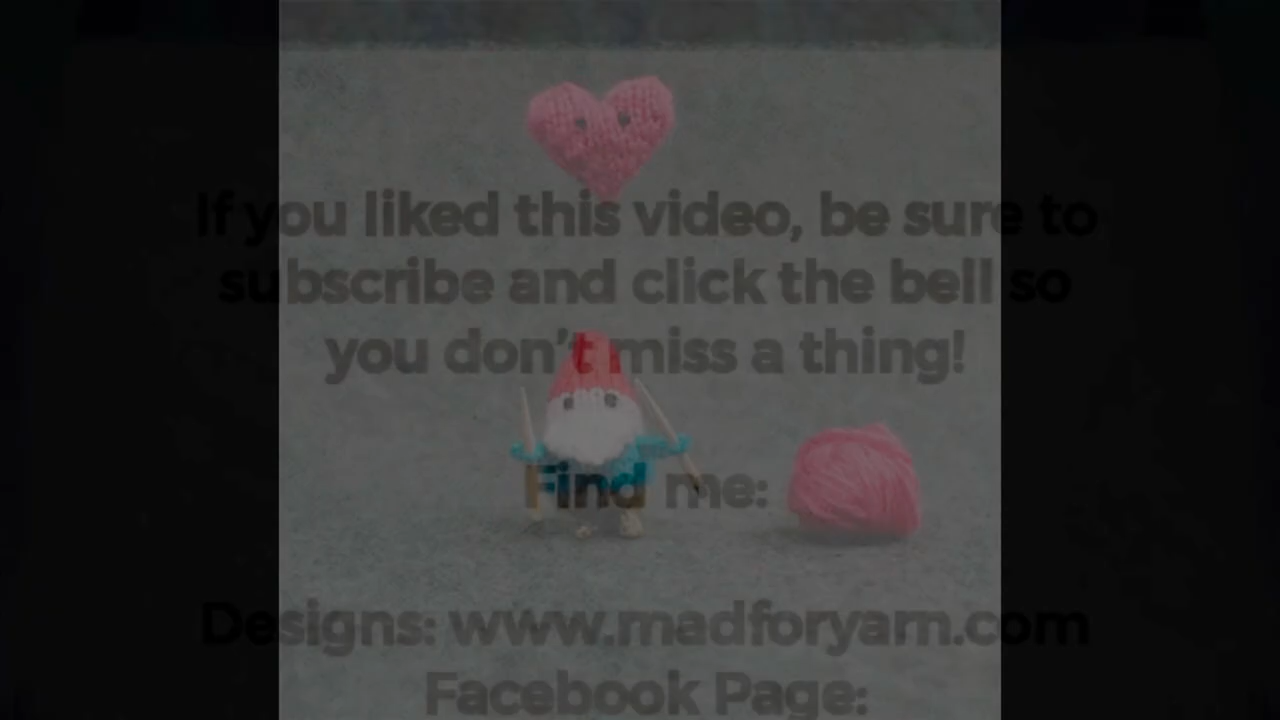 If you liked this video, be sure to
subscribe and click the bell so
you don't miss a thing!
Find me:
Designs: www.madforyarn.com
Facebook Page: